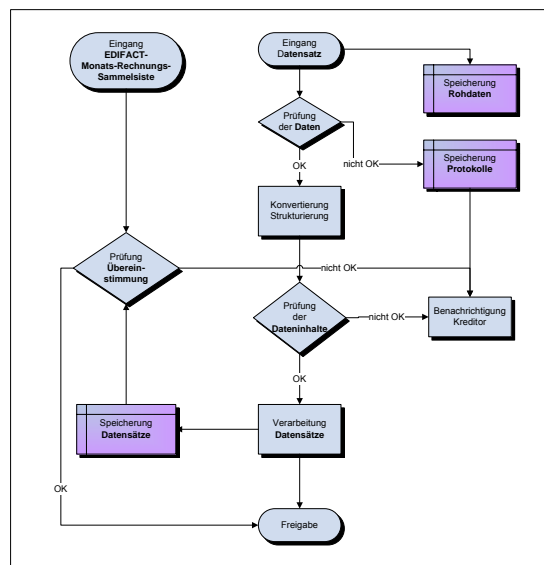 Eingang
EDIFACT-
Monats-Rechnungs-
Sammelsiste
Eingang
Datensatz
Speicherung
Rohdaten
Prüfung
der Daten
OK
nicht OK
Speicherung
Protokolle
Konvertierung
Strukturierung
Prüfung
Überein-
stimmung
nicht OK
Prüfung
der
Dateninhalte
nicht OK
Benachrichtigung
Kreditor
OK
Speicherung
Datensätze
Verarbeitung
Datensätze
OK
Freigabe